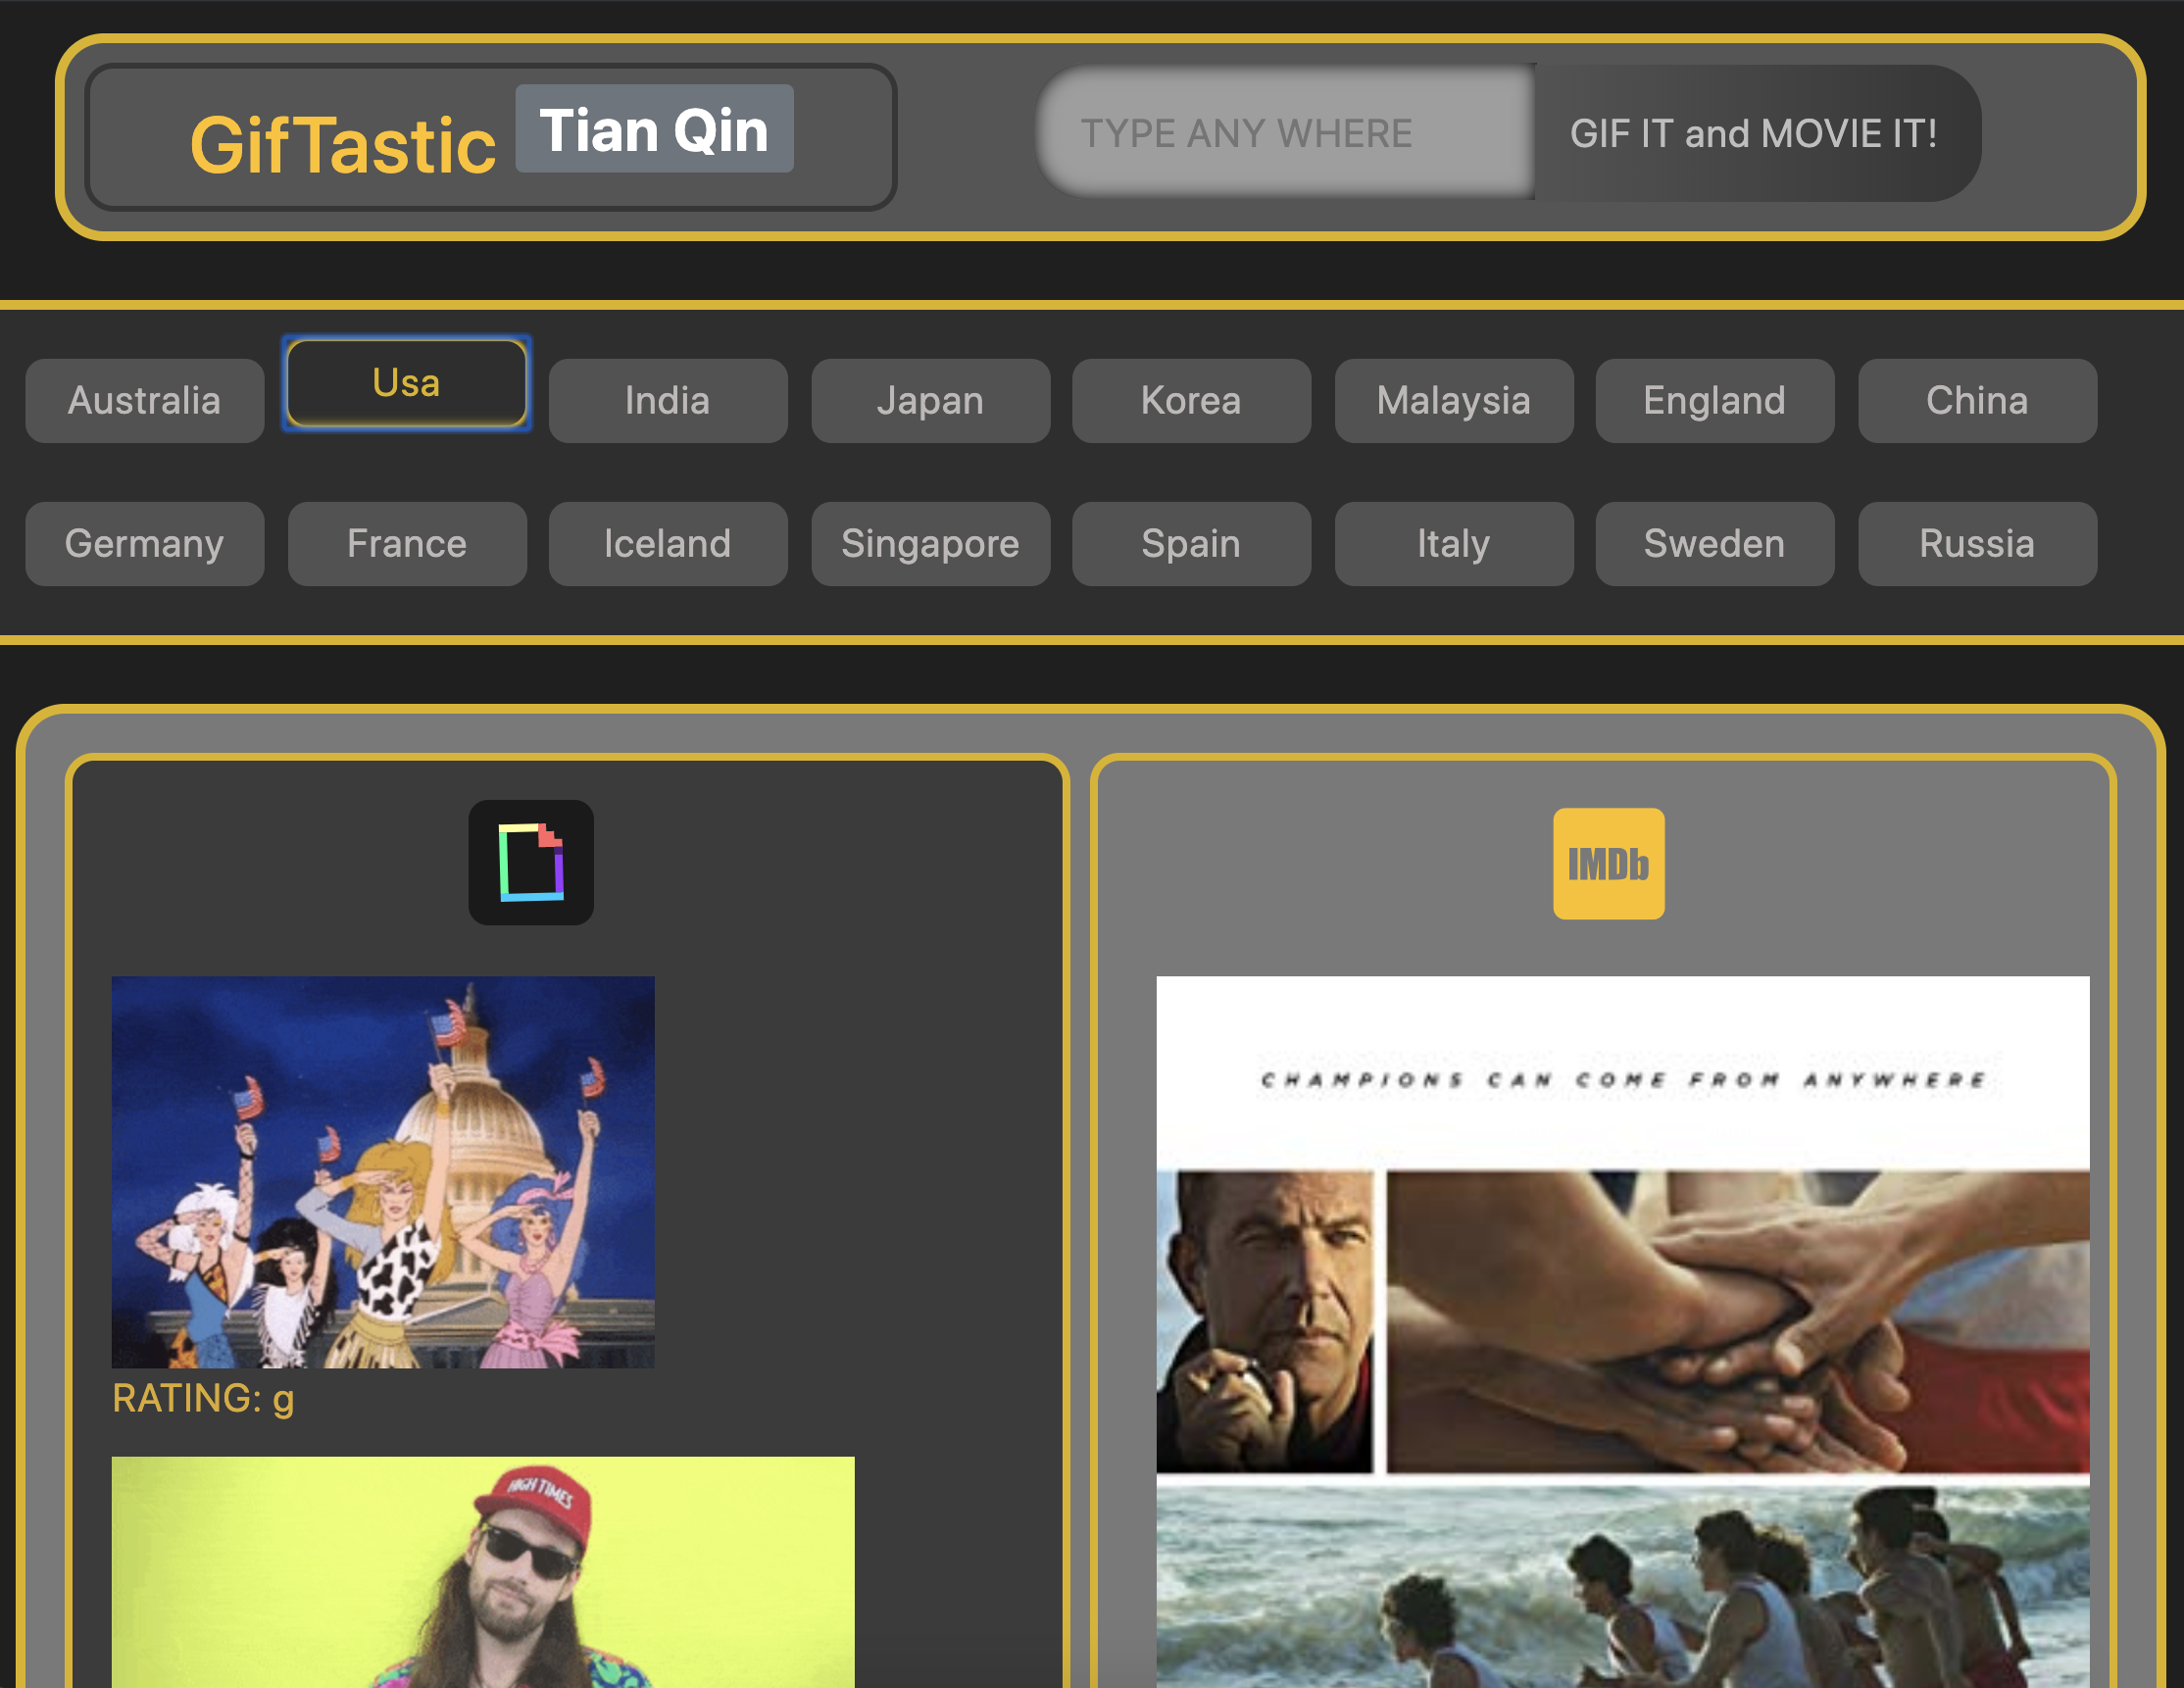 GifTastic Tian Qin
TYPE ANY WHERE
GIF IT and MOVIE IT!
Australia
Usa
India
Japan
Korea
Malaysia
England
China
Germany
France
Iceland
Singapore
Spain
Italy
Sweden
Russia
IMDb
CHAMPIONS CAN COME FROM ANYWHERE
RATING: g
HIGH TIMES